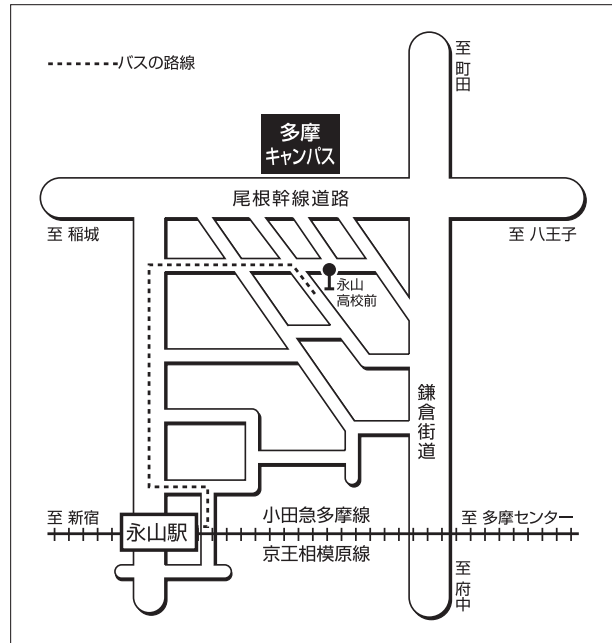 バスの路線
至 町田
多摩
キャンパス
尾根幹線道路
至 稲城
至 八王子
永山
高校前
鎌倉街道
至 新宿
小田急多摩線
至 多摩センター
永山駅
京王相模原線
至 府中